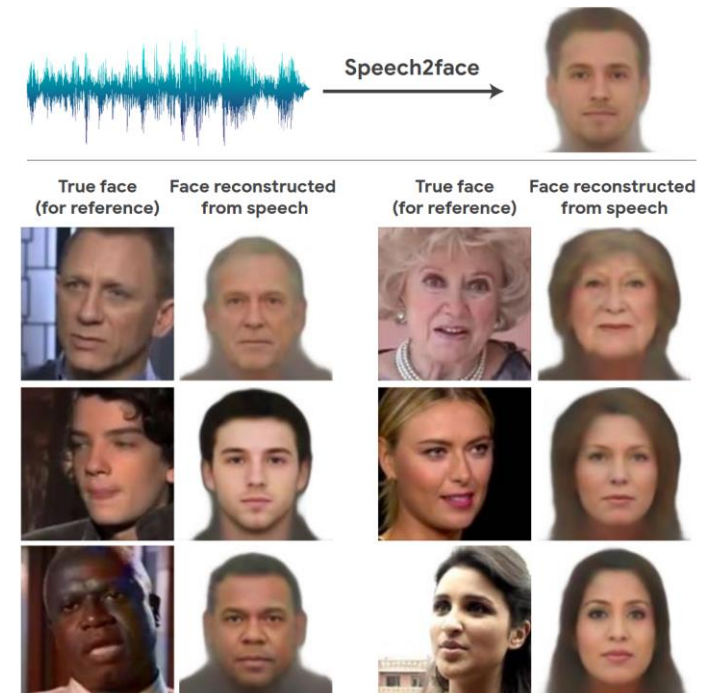 Speech2face
True face
(for reference)
Face reconstructed
from speech
True face
(for reference)
Face reconstructed
from speech